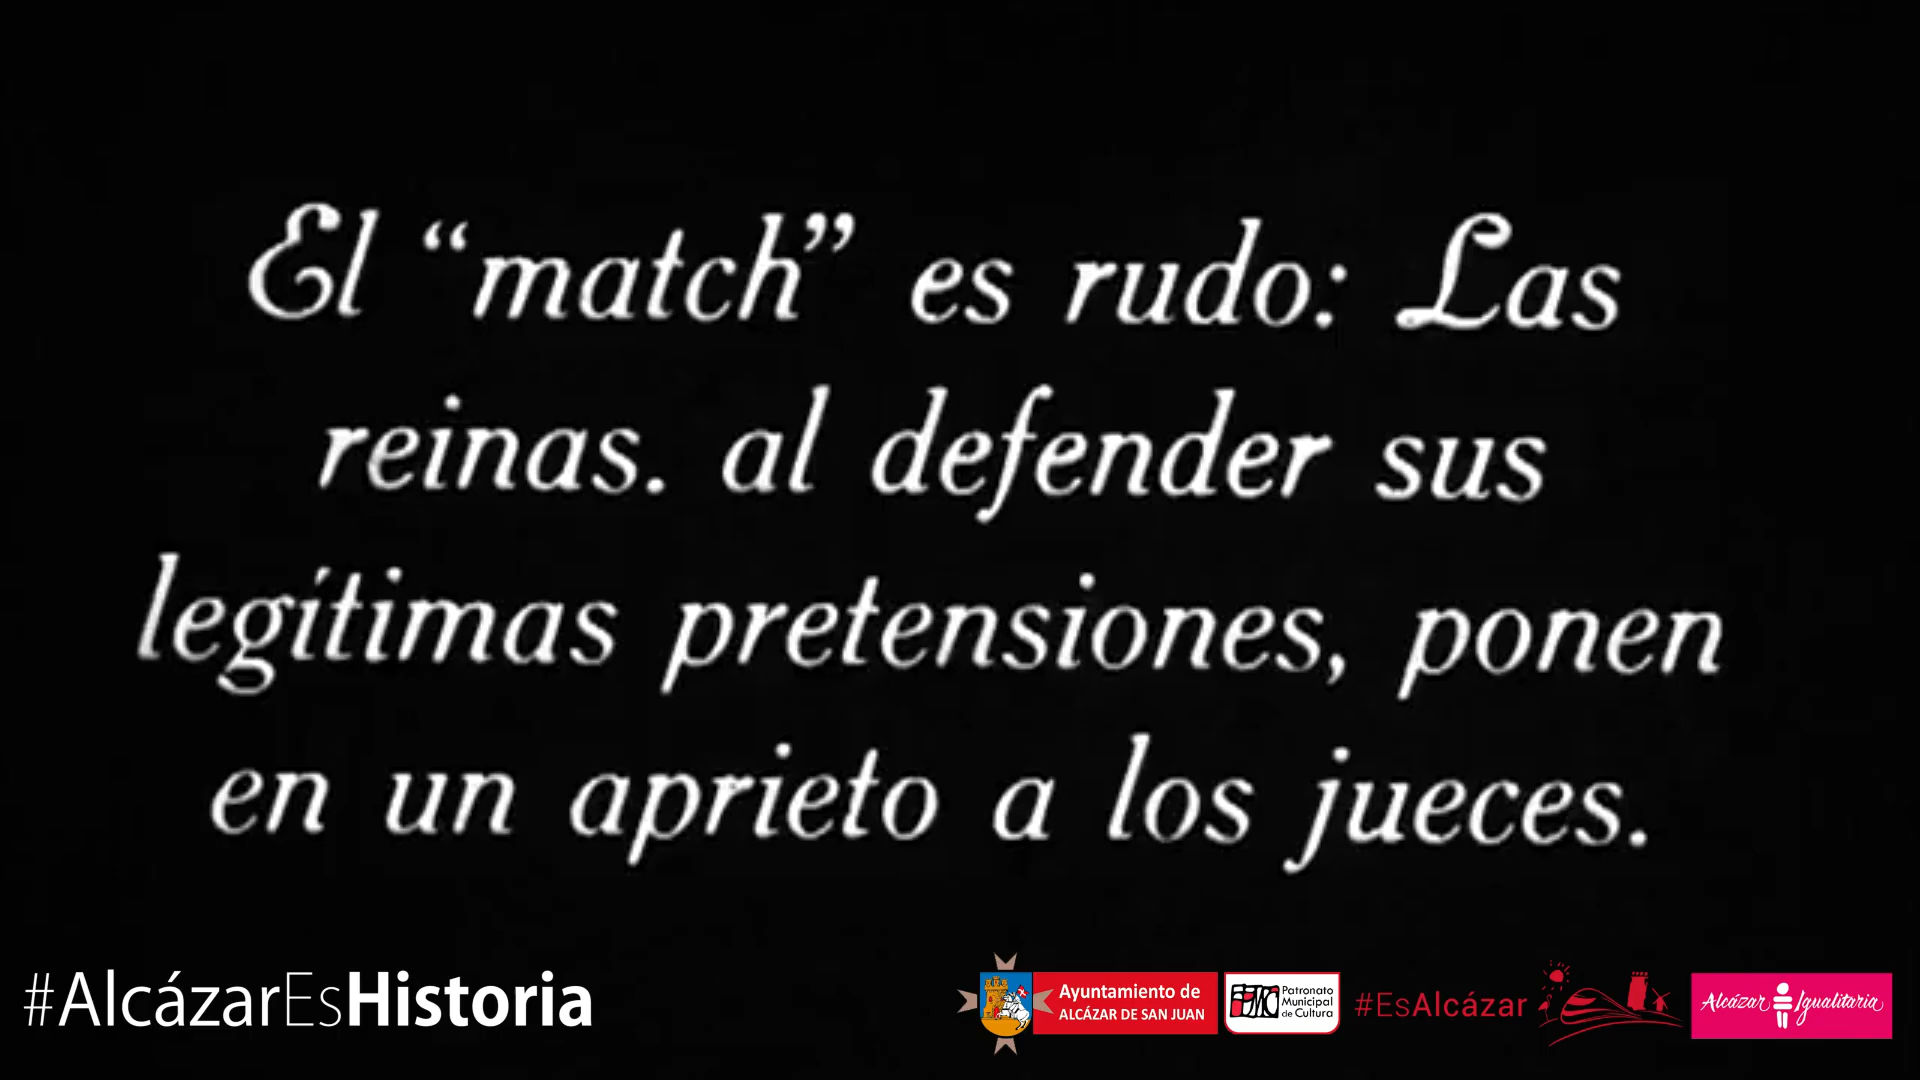 El “match” es rudo: Las
reinas. al defender sus
legítimas pretensiones, ponen
en un aprieto a los jueces.
#AlcázarEsHistoria
Ayuntamiento de
ALCÁZAR DE SAN JUAN
Patronato
Municipal
de Cultura
#EsAlcázar
Alcázar Igualitaria